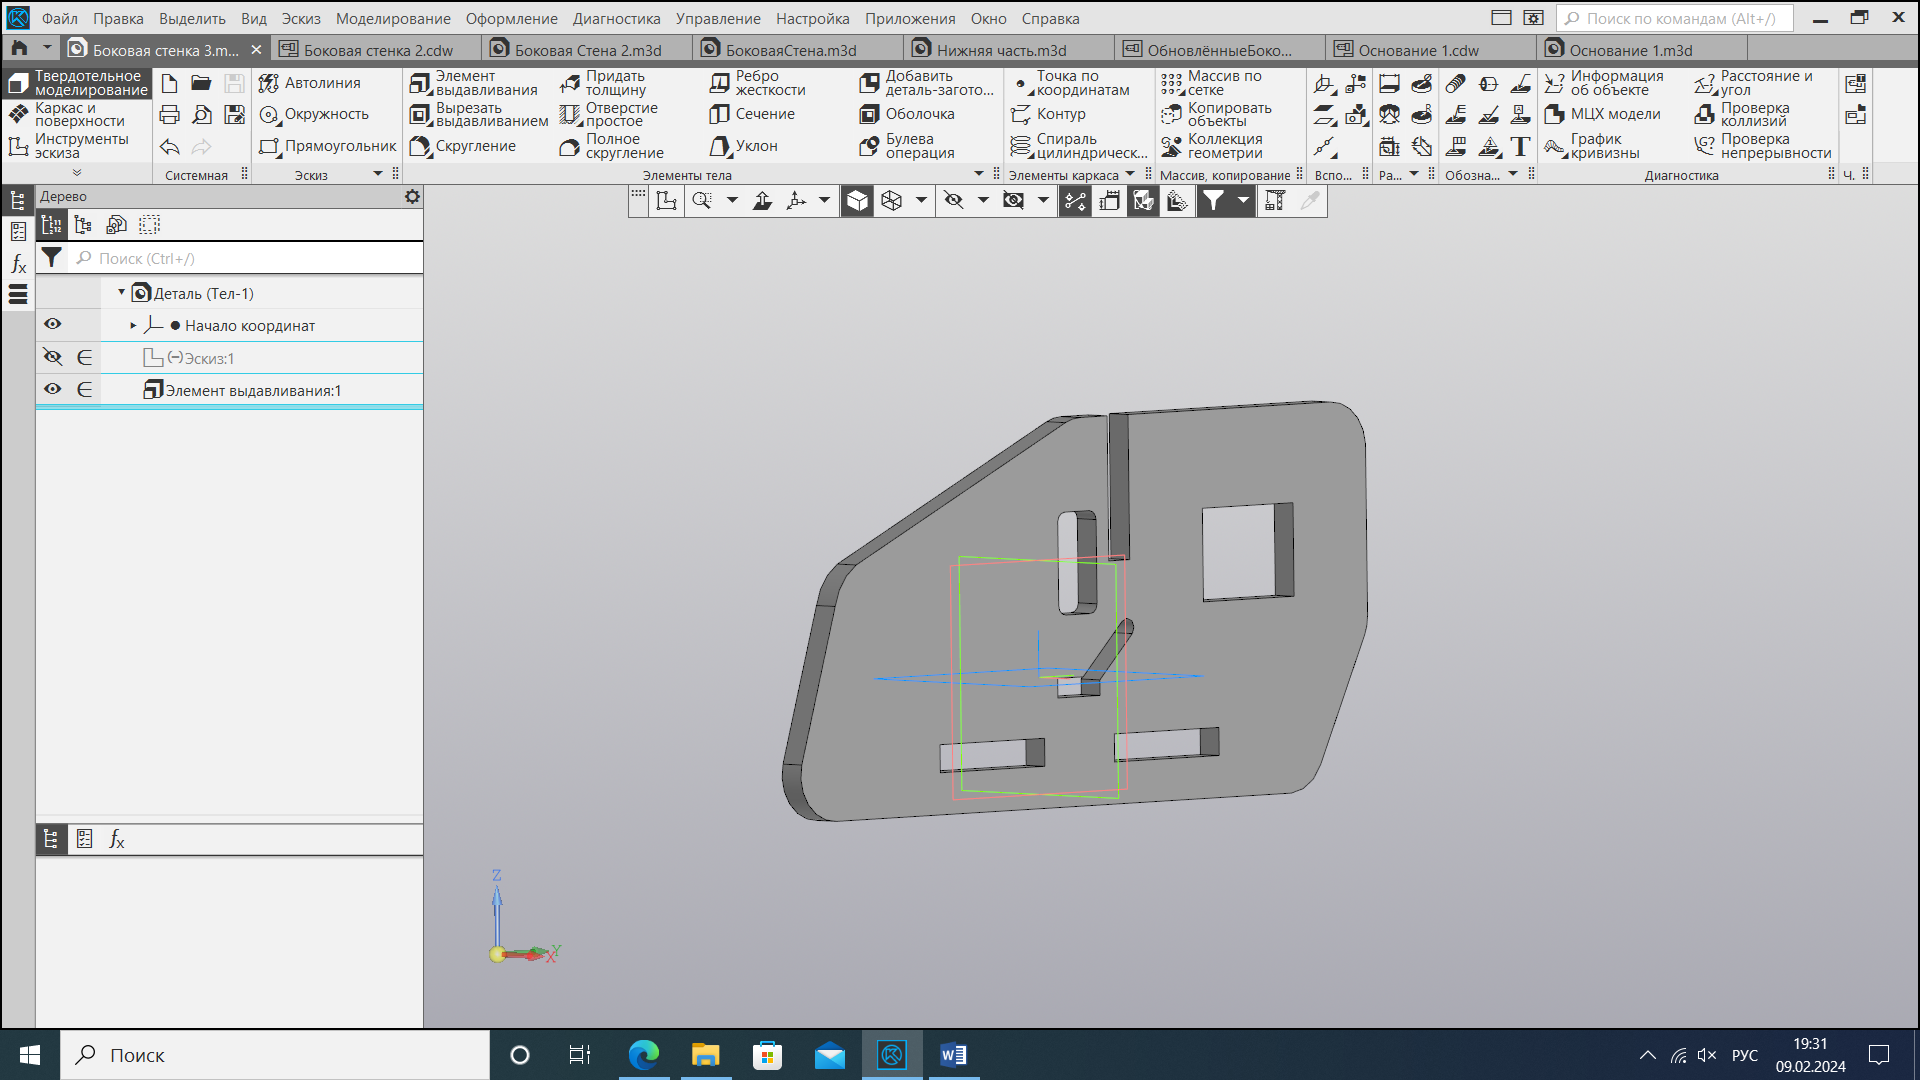 Файл Правка Выделить Вид Эскиз Моделирование Оформление Диагностика Управление Настройка Приложения Окно Справка
Поиск по командам (Alt+/)
Боковая стенка 3.m...
Боковая стенка 2.cdw
Боковая Стена 2.m3d
БоковаяСтена.m3d
Нижняя часть.m3d
ОбновлённыеБоко...
Основание 1.cdw
Основание 1.m3d
Твердотельное
моделирование
Каркас и
поверхности
Инструменты
эскиза
Системная
Автолиния
Окружность
Прямоугольник
Эскиз
Элемент
выдавливания
Вырезать
выдавливанием
Скругление
Придать
толщину
Отверстие
простое
Полное
скругление
Ребро
жесткости
Сечение
Уклон
Добавить
деталь-загото...
Оболочка
Булева
операция
Элементы тела
Точка по
координатам
Контур
Спираль
цилиндрическ...
Элементы каркаса
Массив по
сетке
Копировать
объекты
Коллекция
геометрии
Массив, копирование
Вспо...
Ра...
Обозна...
Информация
об объекте
МЦХ модели
График
кривизны
Расстояние и
угол
Проверка
коллизий
Проверка
непрерывности
Диагностика
Ч.
Дерево
Поиск (Ctrl+/)
Деталь (Тел-1)
Начало координат
(−)Эскиз:1
Элемент выдавливания:1
Z
Y
X
Поиск
РУС
19:31
09.02.2024